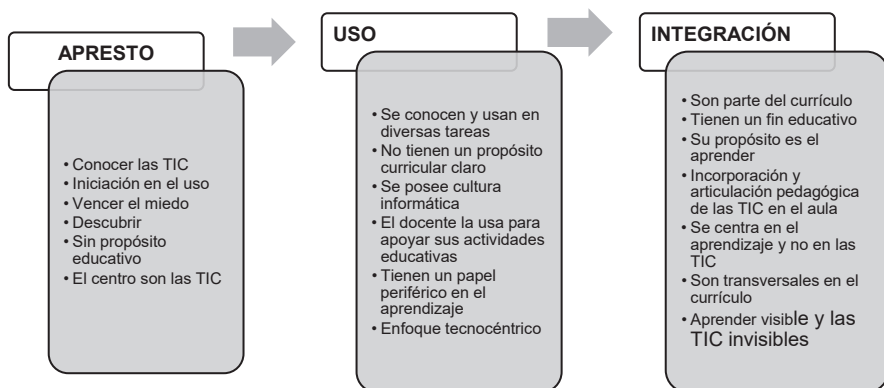 APRESTO
• Conocer las TIC
• Iniciación en el uso
• Vencer el miedo
• Descubrir
• Sin propósito
educativo
• El centro son las TIC
USO
• Se conocen y usan en
diversas tareas
• No tienen un propósito
curricular claro
• Se posee cultura
informática
• El docente la usa para
apoyar sus actividades
educativas
• Tienen un papel
periférico en el
aprendizaje
• Enfoque tecnocéntrico
INTEGRACIÓN
• Son parte del currículo
• Tienen un fin educativo
• Su propósito es el
aprender
• Incorporación y
articulación pedagógica
de las TIC en el aula
• Se centra en el
aprendizaje y no en las
TIC
• Son transversales en el
currículo
• Aprender visible y las
TIC invisibles